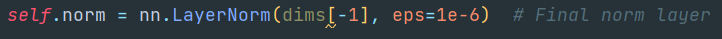 self.norm = nn.LayerNorm(dims[-1], eps=1e-6)  # Final norm layer